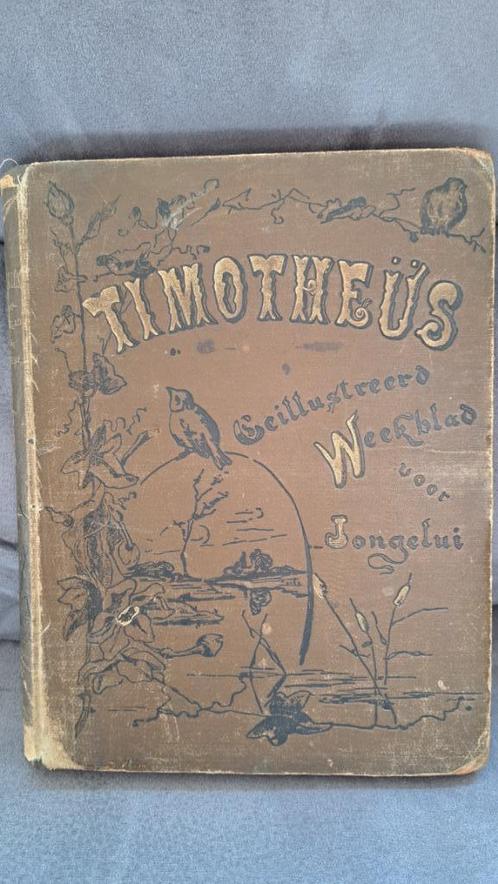 TIMOTHEÜS
Geillustreerd
Weekblad
voor
Jongelui